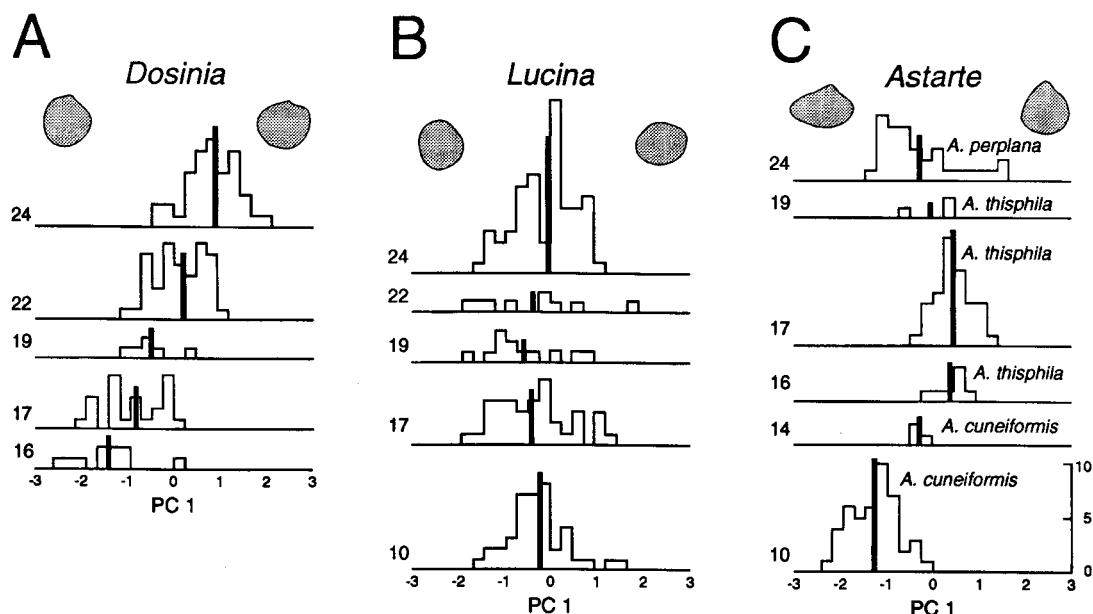 A
Dosinia
24
22
19
17
16
-3 -2 -1 0 1 2 3
PC 1
B
Lucina
24
22
19
17
10
-3 -2 -1 0 1 2 3
PC 1
C
Astarte
A. perplana
24
19
A. thisphila
A. thisphila
17
16
A. thisphila
14
A. cuneiformis
A. cuneiformis
10
5
0
10
-3 -2 -1 0 1 2 3
PC 1